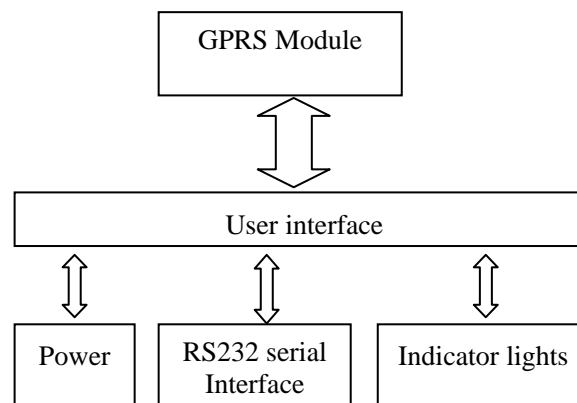 GPRS Module
User interface
Power
RS232 serial
Interface
Indicator lights